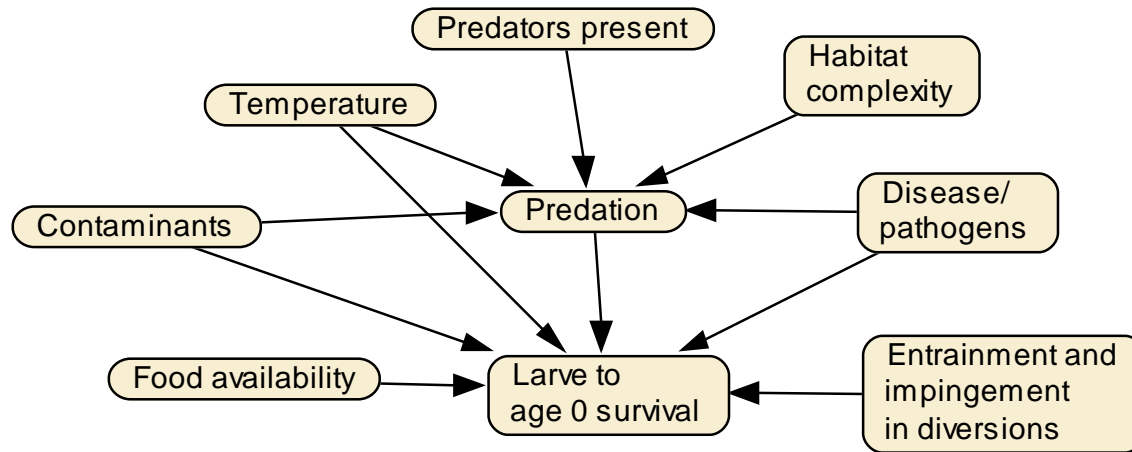 Predators present
Habitat
complexity
Temperature
Predation
Disease/
pathogens
Contaminants
Food availability
Larve to
age 0 survival
Entrainment and
impingement
in diversions